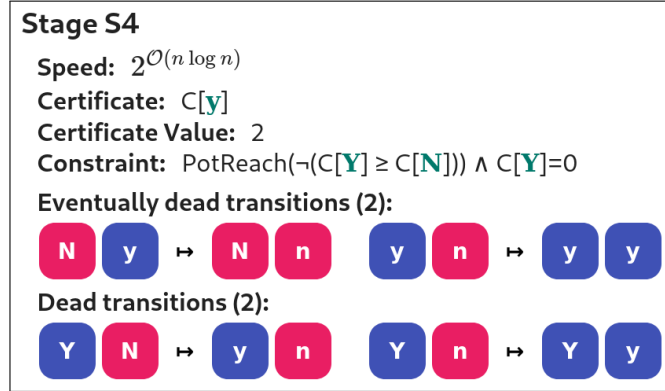 Stage S4
Speed: 2^{𝒪(n log n)}
Certificate: C[y]
Certificate Value: 2
Constraint: PotReach(¬(C[Y] ≥ C[N])) ∧ C[Y]=0
Eventually dead transitions (2):
N y ↦ N n y n ↦ y y
Dead transitions (2):
Y N ↦ y n Y n ↦ Y y